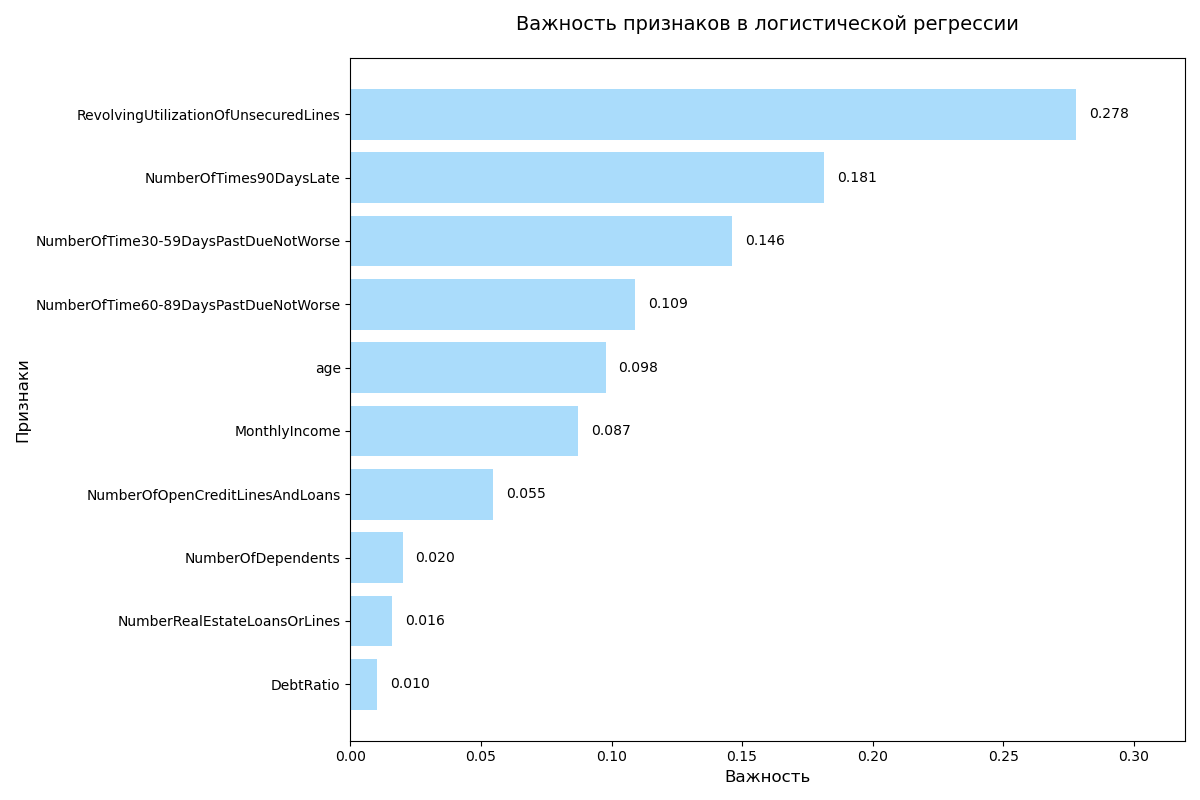 Важность признаков в логистической регрессии
RevolvingUtilizationOfUnsecuredLines 0.278
NumberOfTimes90DaysLate 0.181
NumberOfTime30-59DaysPastDueNotWorse 0.146
NumberOfTime60-89DaysPastDueNotWorse 0.109
age 0.098
MonthlyIncome 0.087
NumberOfOpenCreditLinesAndLoans 0.055
NumberOfDependents 0.020
NumberRealEstateLoansOrLines 0.016
DebtRatio 0.010
Признаки
0.00 0.05 0.10 0.15 0.20 0.25 0.30
Важность